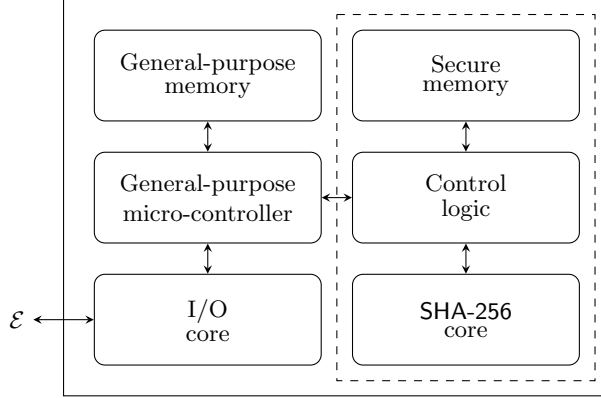 General-purpose
memory
Secure
memory
General-purpose
micro-controller
Control
logic
ℰ
I/O
core
SHA-256
core